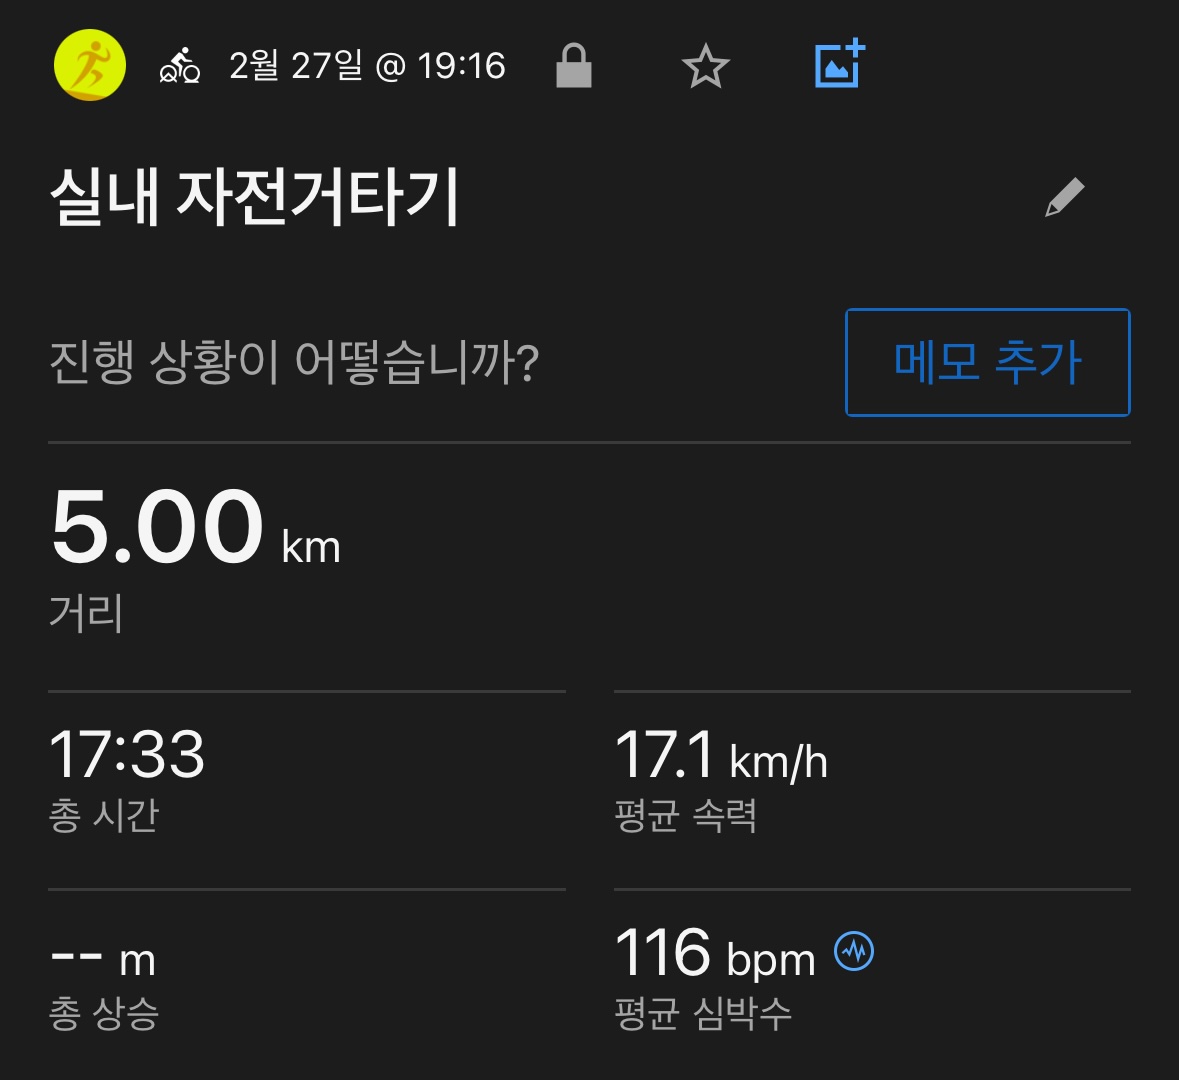 2월 27일 @ 19:16
실내 자전거타기
진행 상황이 어떻습니까?
메모 추가
5.00 km
거리
17:33
총 시간
17.1 km/h
평균 속력
-- m
총 상승
116 bpm
평균 심박수